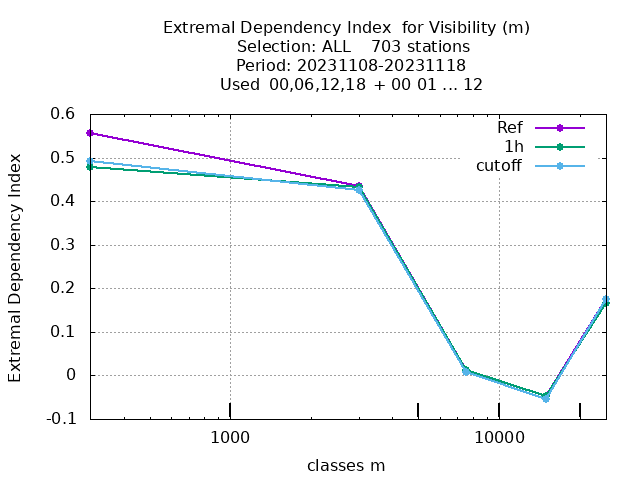 Extremal Dependency Index  for Visibility (m)
Selection: ALL    703 stations
Period: 20231108-20231118
Used  00,06,12,18  + 00 01 ... 12
Extremal Dependency Index
0.6
0.5
0.4
0.3
0.2
0.1
0
-0.1
Ref
1h
cutoff
1000
10000
classes m